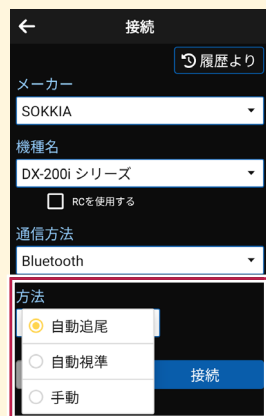 接続
履歴より
メーカー
SOKKIA
機種名
DX-200i シリーズ
RCを使用する
通信方法
Bluetooth
方法
自動追尾
自動視準
接続
手動